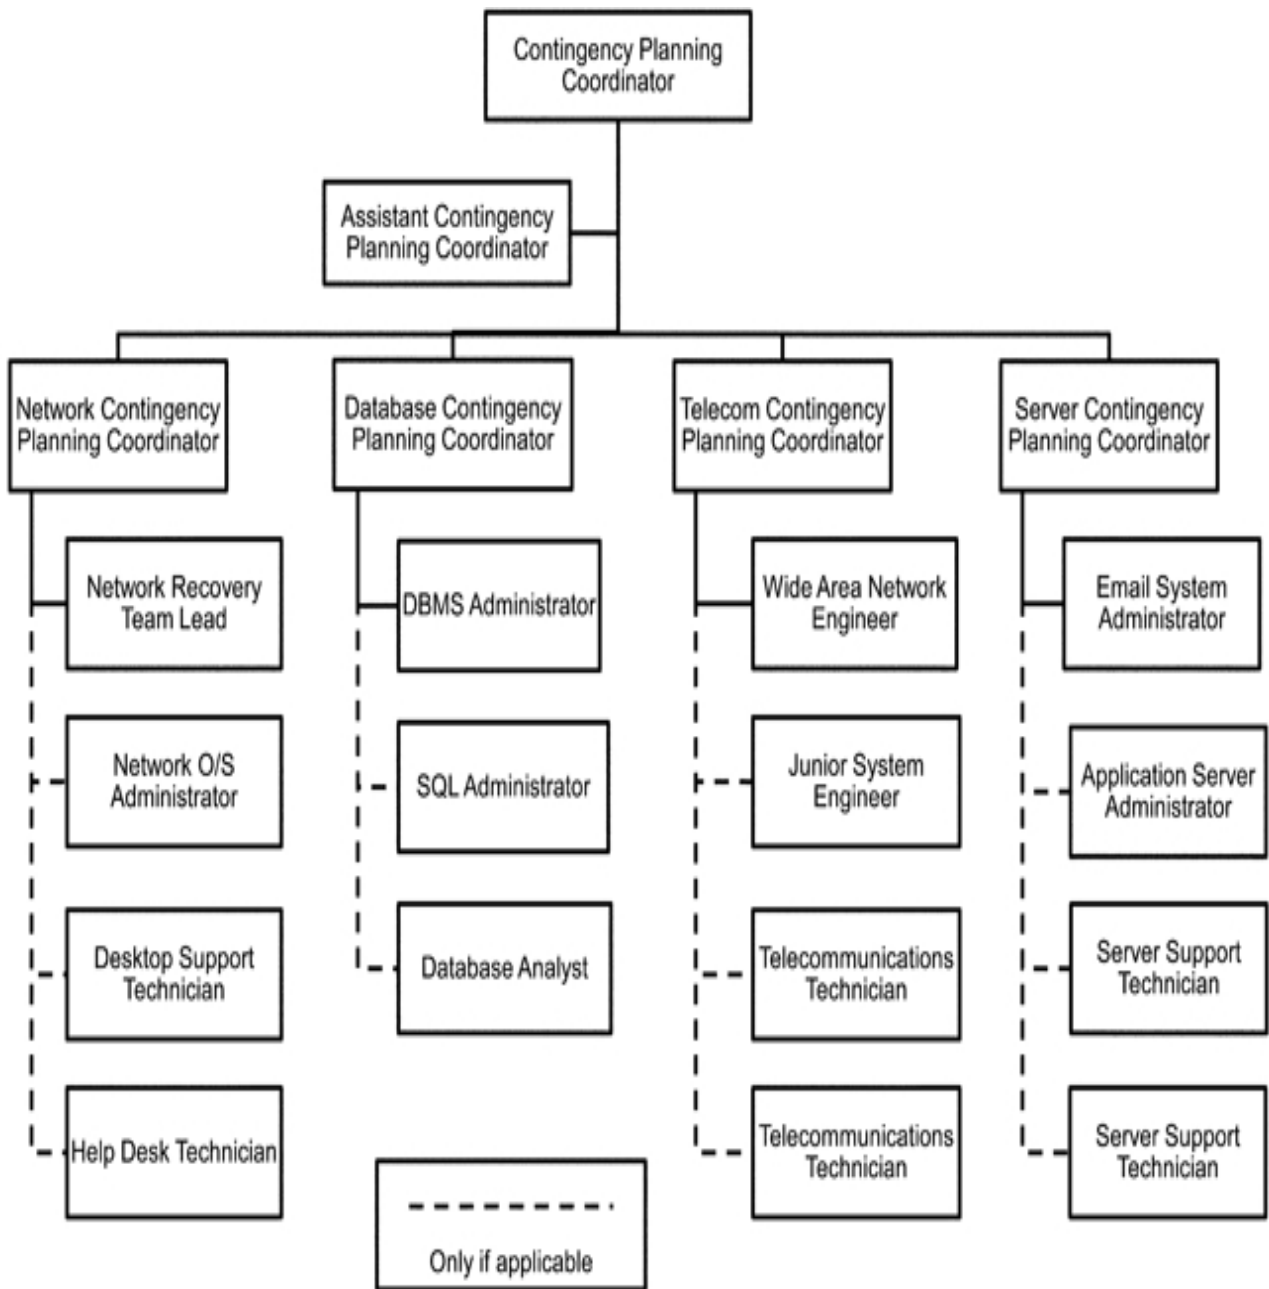 Contingency Planning
Coordinator
Assistant Contingency
Planning Coordinator
Network Contingency
Planning Coordinator
Database Contingency
Planning Coordinator
Telecom Contingency
Planning Coordinator
Server Contingency
Planning Coordinator
Network Recovery
Team Lead
DBMS Administrator
Wide Area Network
Engineer
Email System
Administrator
Network O/S
Administrator
SQL Administrator
Junior System
Engineer
Application Server
Administrator
Desktop Support
Technician
Database Analyst
Telecommunications
Technician
Server Support
Technician
Help Desk Technician
Telecommunications
Technician
Server Support
Technician
Only if applicable